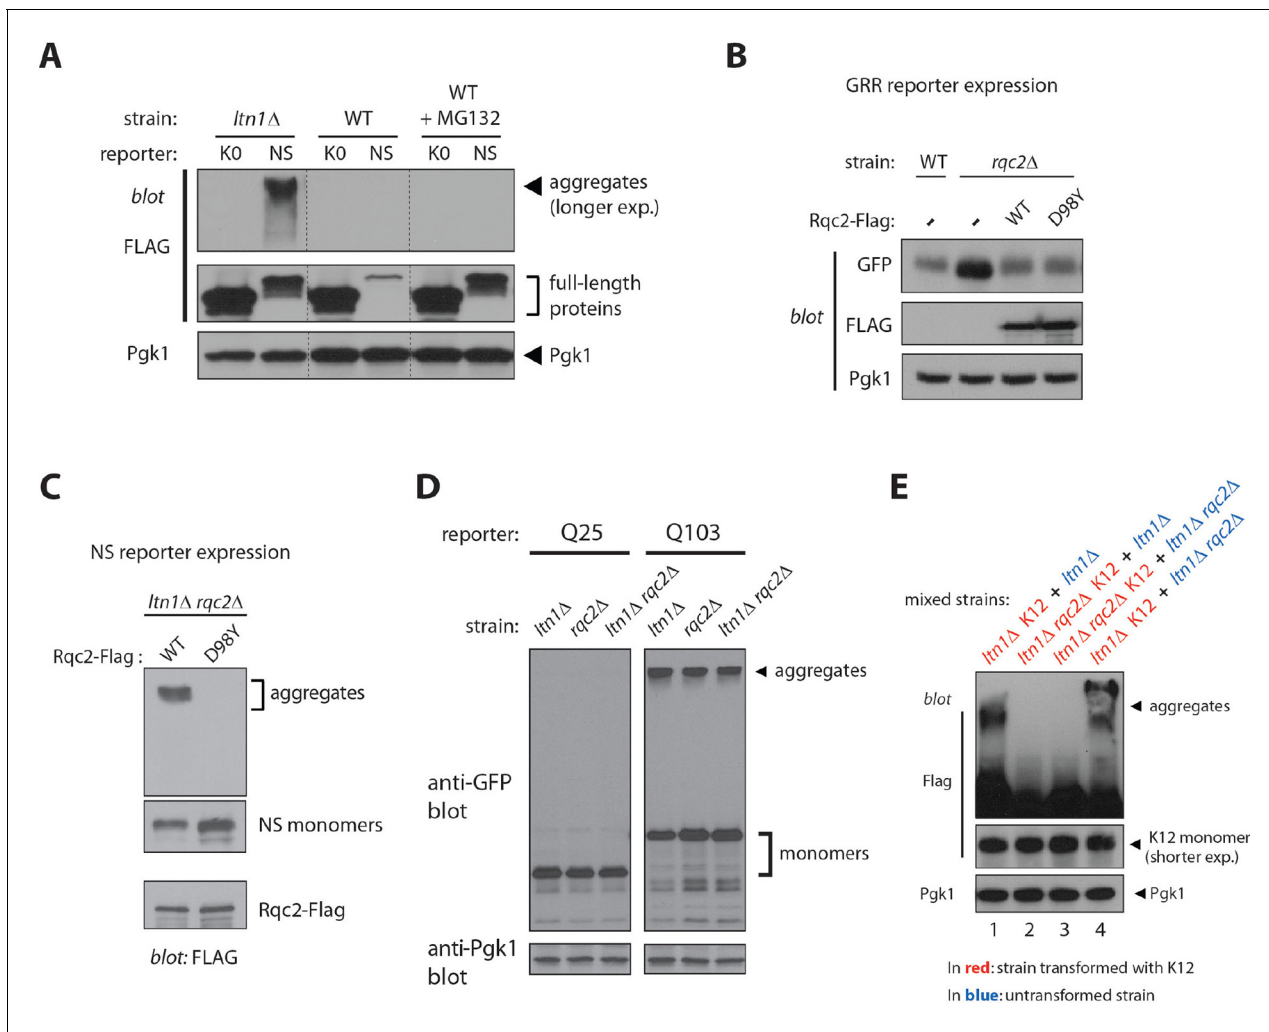 A
strain: ltn1Δ WT WT + MG132
reporter: K0 NS K0 NS K0 NS
blot
FLAG
aggregates
(longer exp.)
full-length
proteins
Pgk1
Pgk1
B
GRR reporter expression
strain: WT rqc2Δ
Rqc2-Flag: - - WT D98Y
GFP
blot
FLAG
Pgk1
C
NS reporter expression
ltn1Δ rqc2Δ
Rqc2-Flag : WT D98Y
aggregates
NS monomers
Rqc2-Flag
blot: FLAG
D
reporter: Q25 Q103
strain: ltn1Δ rqc2Δ ltn1Δ rqc2Δ ltn1Δ rqc2Δ ltn1Δ rqc2Δ
aggregates
anti-GFP
blot
monomers
anti-Pgk1
blot
E
mixed strains:
ltn1Δ K12 + ltn1Δ
ltn1Δ rqc2Δ K12 + ltn1Δ
ltn1Δ rqc2Δ K12 + ltn1Δ rqc2Δ
ltn1Δ K12 + ltn1Δ rqc2Δ
blot
aggregates
Flag
K12 monomer
(shorter exp.)
Pgk1
Pgk1
1 2 3 4
In red: strain transformed with K12
In blue: untransformed strain